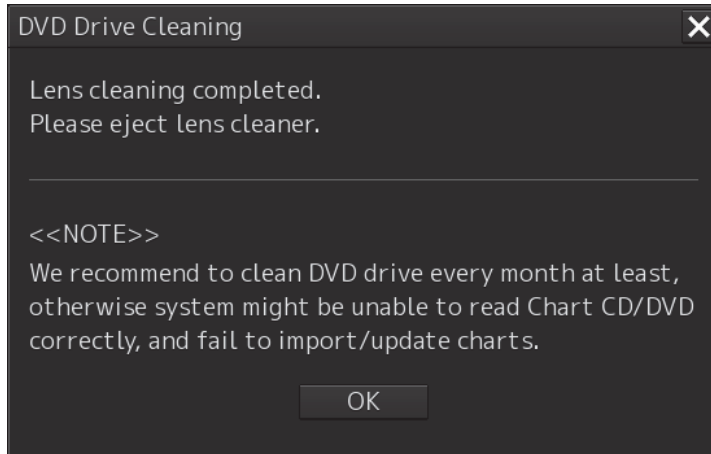 DVD Drive Cleaning
Lens cleaning completed.
Please eject lens cleaner.
<<NOTE>>
We recommend to clean DVD drive every month at least,
otherwise system might be unable to read Chart CD/DVD
correctly, and fail to import/update charts.
OK